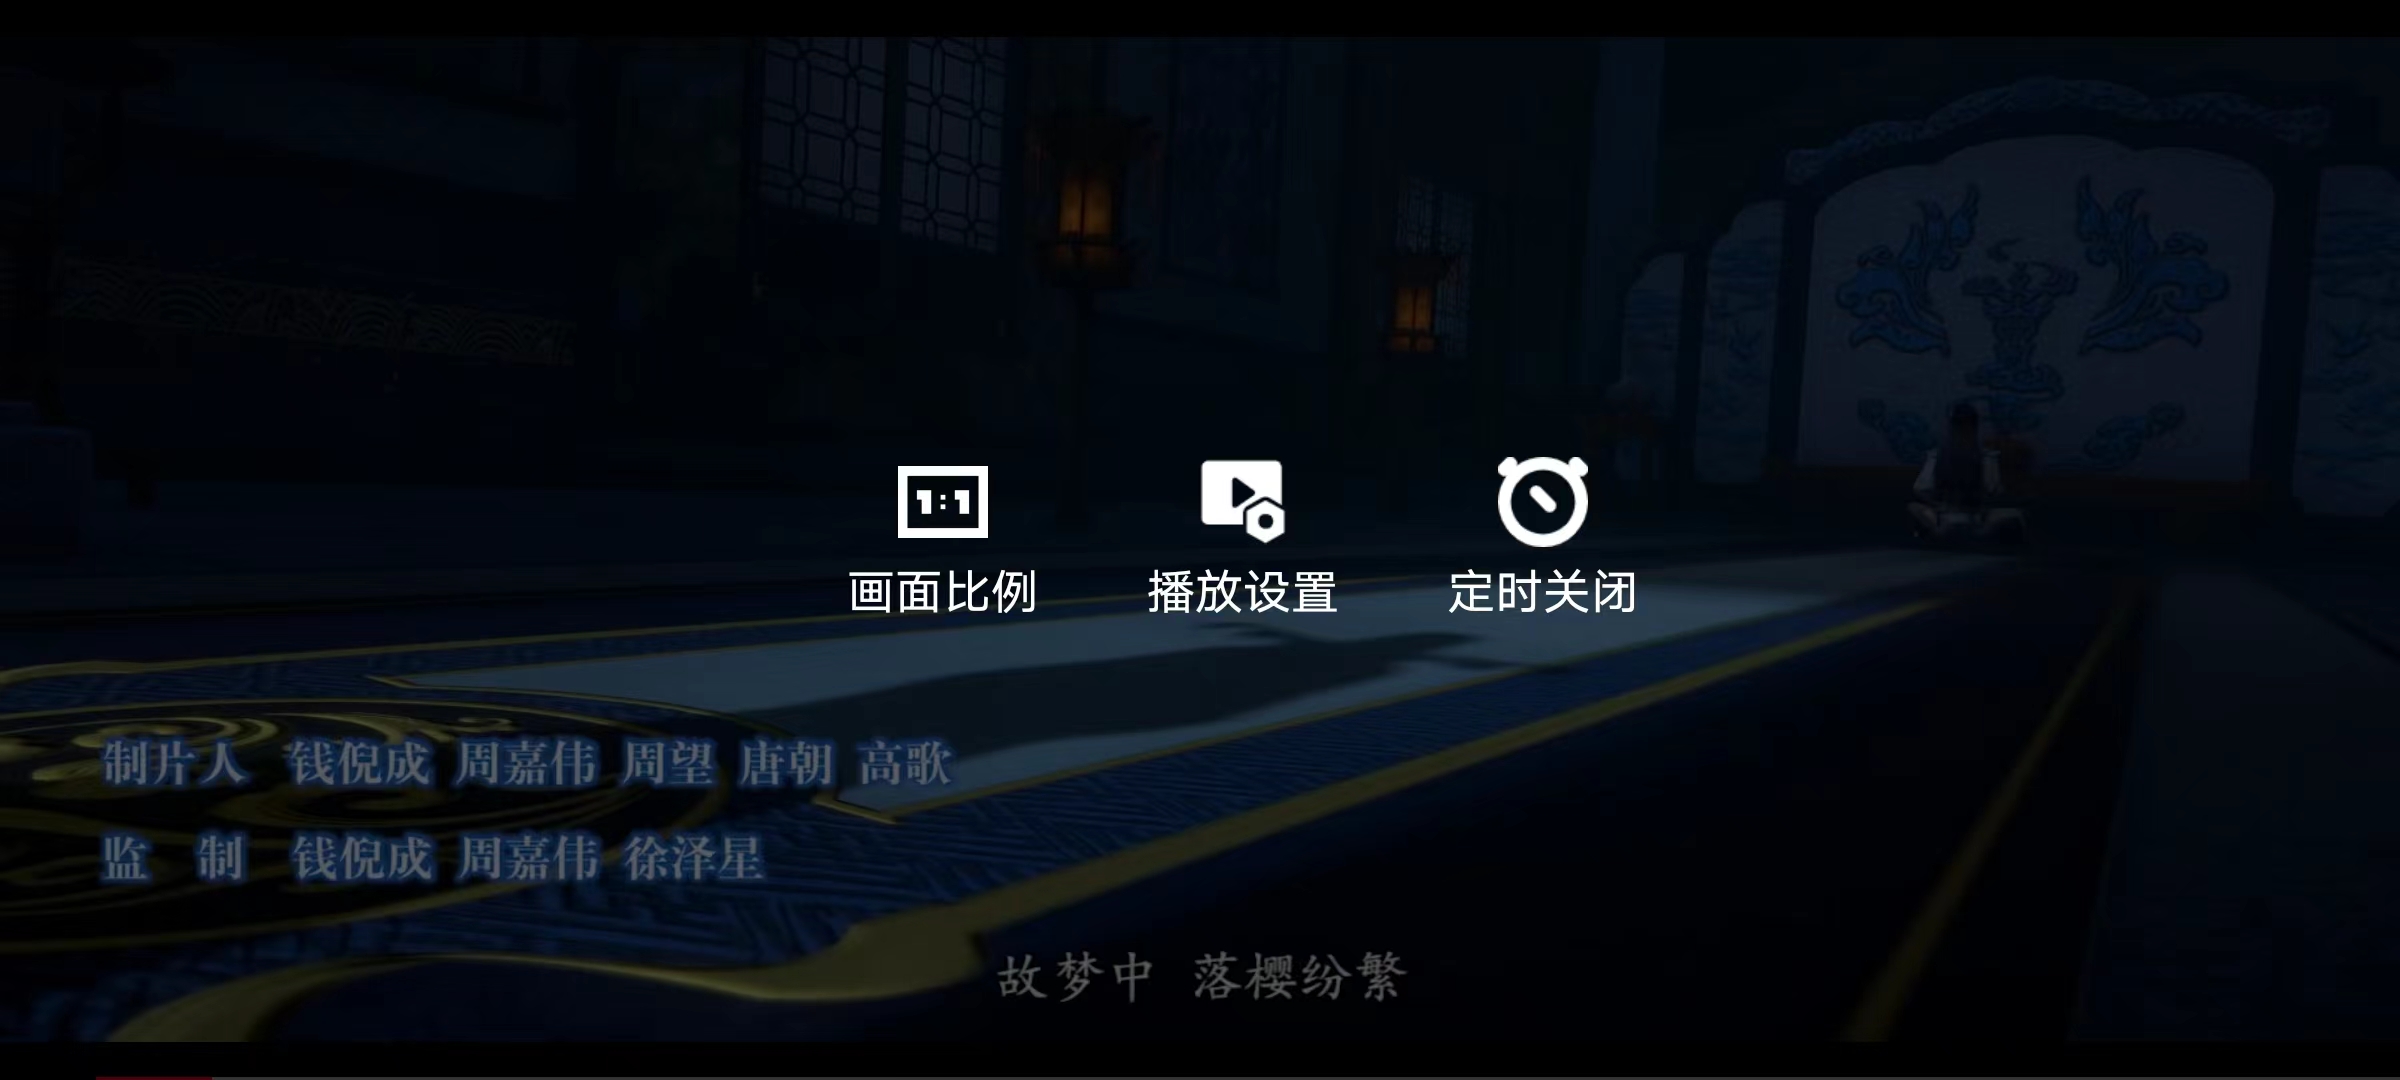 1:1
画面比例 播放设置 定时关闭
制片人 钱倪成 周嘉伟 周望 唐朝 高歌
监 制 钱倪成 周嘉伟 徐泽星
故梦中 落樱纷繁